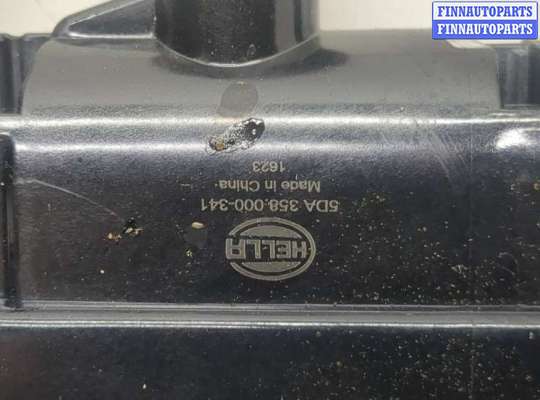 FINNAUTOPARTS
FINNAUTOPARTS
HELLA
5DA 358.000-341
Made in China
1623